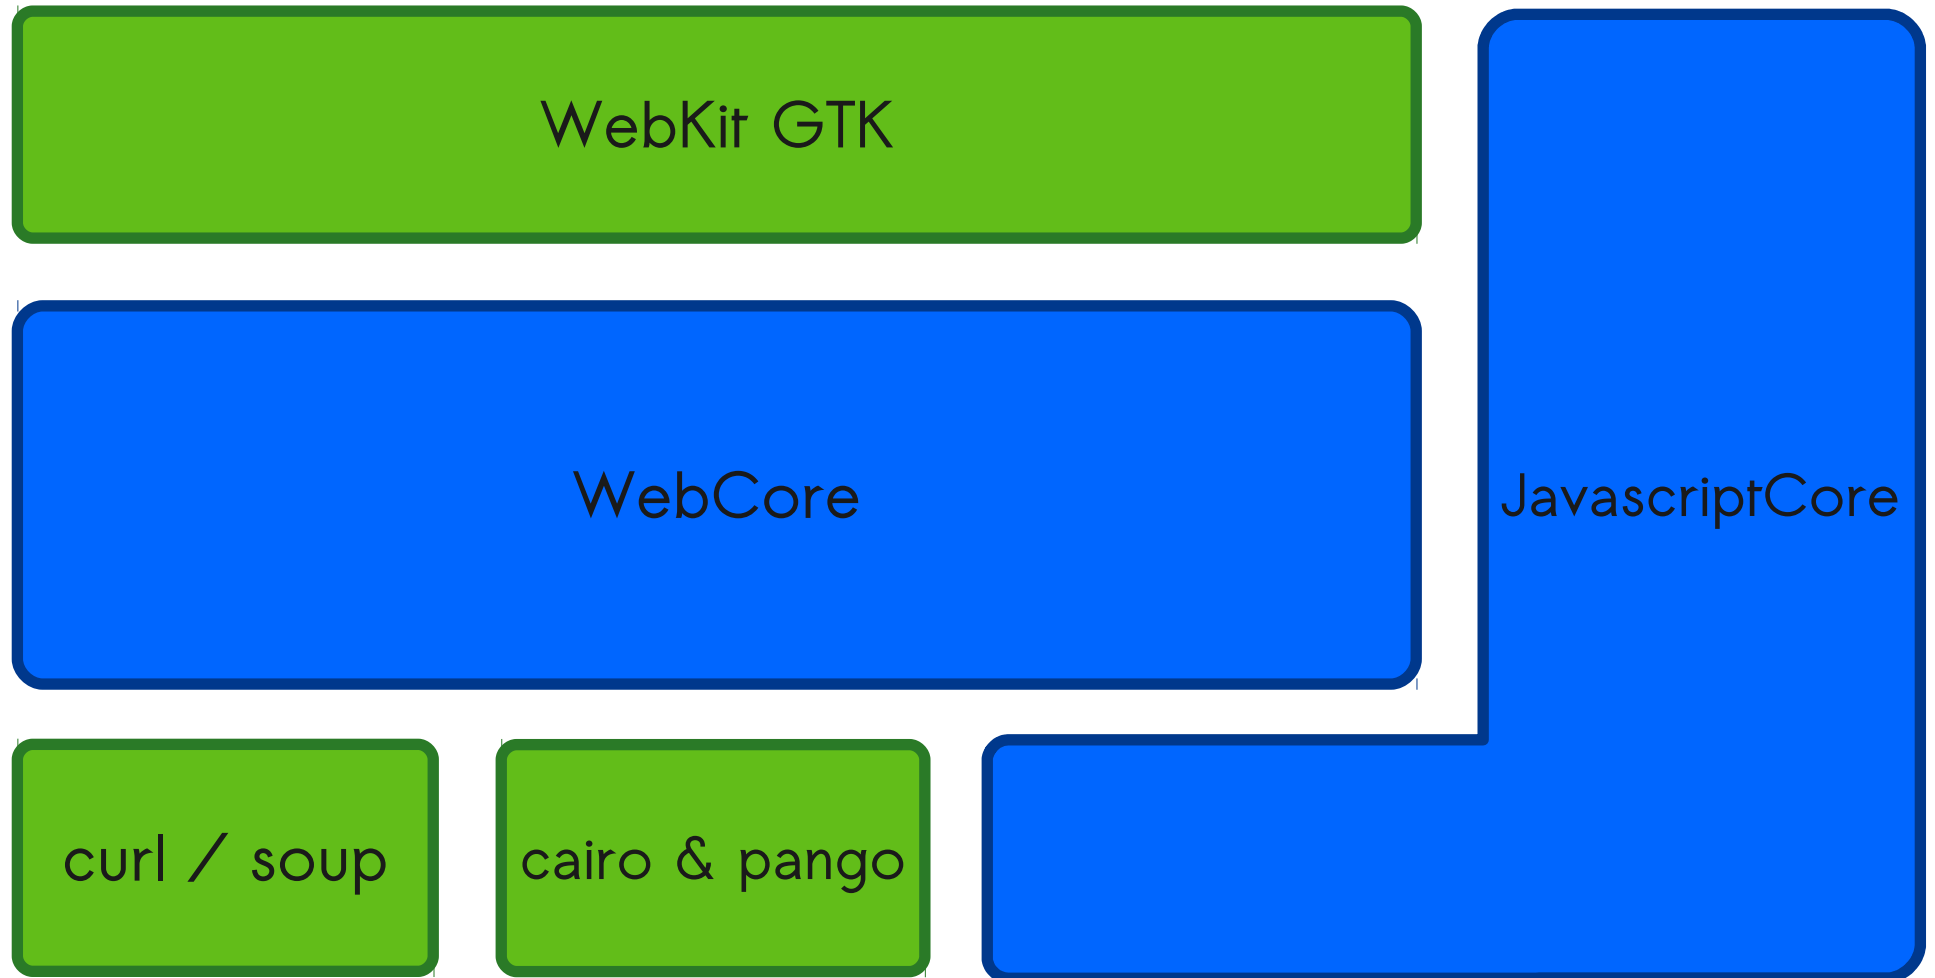 WebKit GTK
WebCore
JavascriptCore
curl / soup
cairo & pango